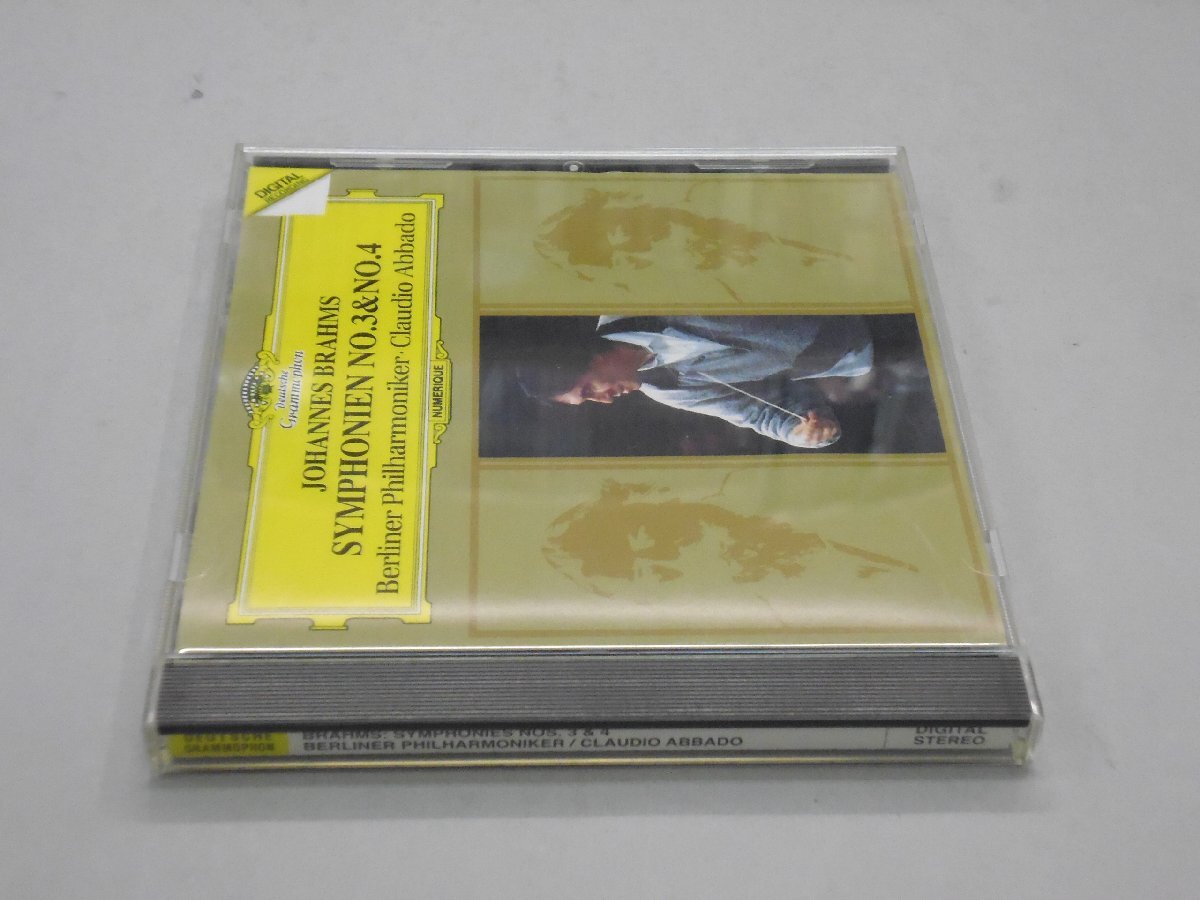 DIGITAL
RECORDING
Deutsche
Grammophon
JOHANNES BRAHMS
SYMPHONIEN NO.3&NO.4
Berliner Philharmoniker·Claudio Abbado
NUMERIQUE
DEUTSCHE
GRAMMOPHON
BRAHMS: SYMPHONIES NOS. 3 & 4
BERLINER PHILHARMONIKER / CLAUDIO ABBADO
DIGITAL
STEREO